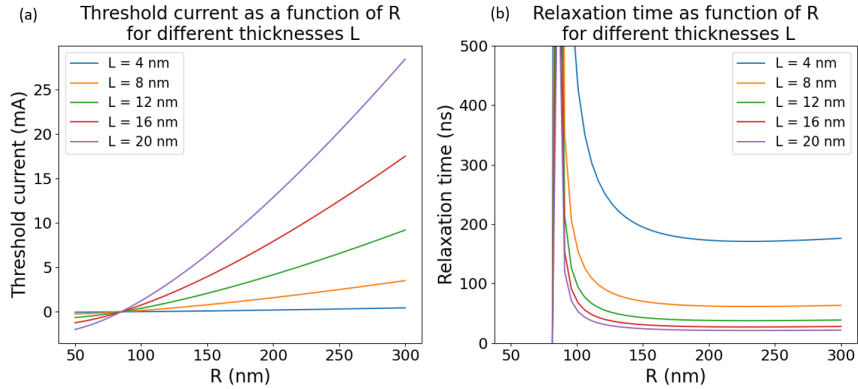 (a)
Threshold current as a function of R
for different thicknesses L
Threshold current (mA)
25
20
15
10
5
0
L = 4 nm
L = 8 nm
L = 12 nm
L = 16 nm
L = 20 nm
50 100 150 200 250 300
R (nm)
(b)
Relaxation time as function of R
for different thicknesses L
Relaxation time (ns)
500
400
300
200
100
0
L = 4 nm
L = 8 nm
L = 12 nm
L = 16 nm
L = 20 nm
50 100 150 200 250 300
R (nm)